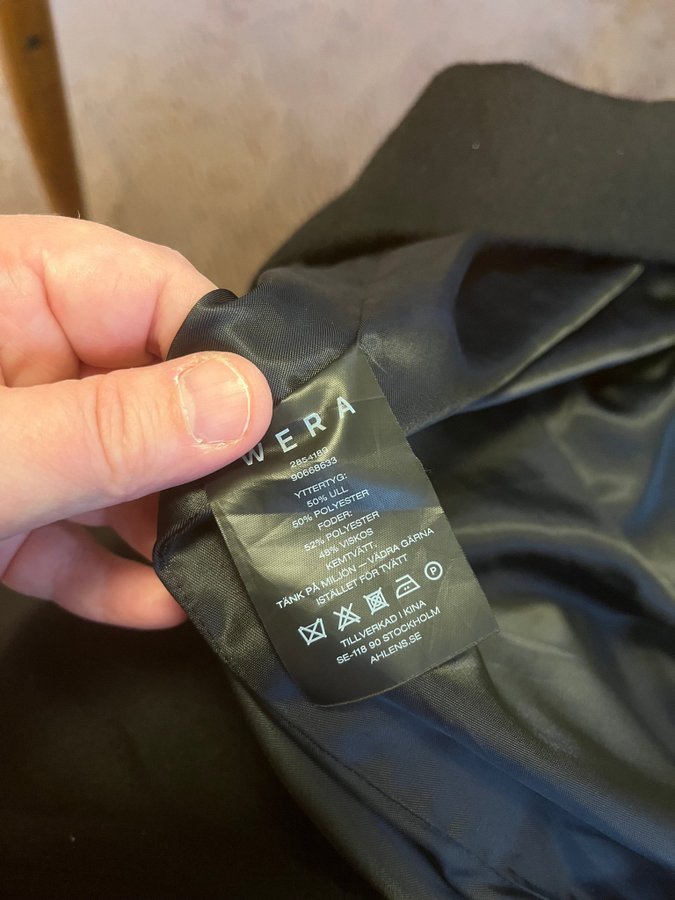 WERA
2854169
90668633
YTTERTYG:
50% ULL
50% POLYESTER
FODER:
52% POLYESTER
48% VISKOS
KEMTVÄTT.
TÄNK PÅ MILJÖN – VÄDRA GÄRNA
ISTÄLLET FÖR TVÄTT
P
TILLVERKAD I KINA
SE-118 90 STOCKHOLM
AHLENS.SE